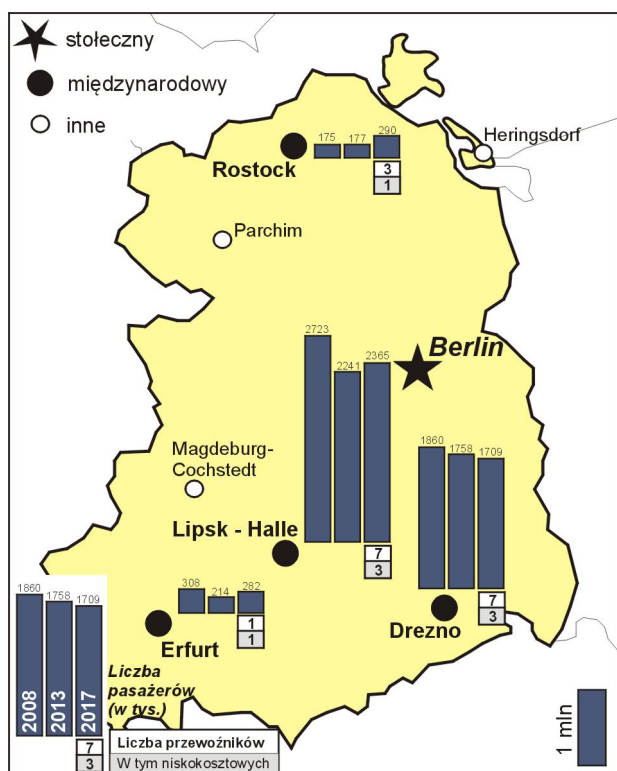 stołeczny
międzynarodowy
inne
Heringsdorf
175 177 290
Rostock
3
1
Parchim
2723
2241
2365
Berlin
1860
1758
1709
Magdeburg-
Cochstedt
Lipsk - Halle
7
3
308 214 282
Erfurt
1
1
Drezno
7
3
1860
1758
1709
2008
2013
2017
Liczba
pasażerów
(w tys.)
7 Liczba przewoźników
3 W tym niskokosztowych
1 mln